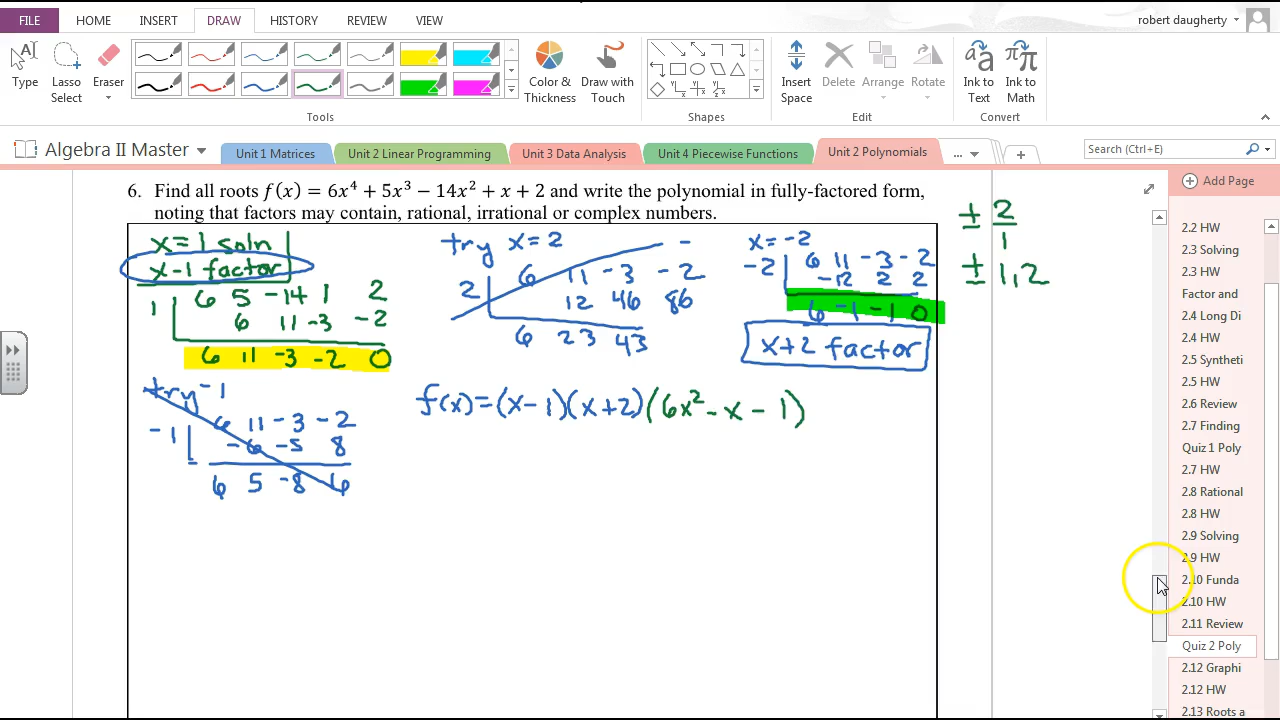 FILE HOME INSERT DRAW HISTORY REVIEW VIEW robert daugherty
Type Lasso Select Eraser Color & Thickness Draw with Touch Insert Space Delete Arrange Rotate Ink to Text Ink to Math
Tools Shapes Edit Convert
Algebra II Master Unit 1 Matrices Unit 2 Linear Programming Unit 3 Data Analysis Unit 4 Piecewise Functions Unit 2 Polynomials ... Search (Ctrl+E)
Add Page
6. Find all roots f(x) = 6x⁴ + 5x³ − 14x² + x + 2 and write the polynomial in fully-factored form,
noting that factors may contain, rational, irrational or complex numbers.
x=1 soln
x-1 factor
1 6 5 -14 1 2
6 11 -3 -2
6 11 -3 -2 0
try -1
-1 6 11 -3 -2
-6 -5 8
6 5 -8 6
try x=2
2 6 11 -3 -2
12 46 86
6 23 43
x=-2
-2 6 11 -3 -2
-12 2 2
6 -1 -1 0
x+2 factor
f(x)=(x-1)(x+2)(6x²-x-1)
± 2
1
± 1,2
2.2 HW
2.3 Solving
2.3 HW
Factor and
2.4 Long Di
2.4 HW
2.5 Syntheti
2.5 HW
2.6 Review
2.7 Finding
Quiz 1 Poly
2.7 HW
2.8 Rational
2.8 HW
2.9 Solving
2.9 HW
2.10 Funda
2.10 HW
2.11 Review
Quiz 2 Poly
2.12 Graphi
2.12 HW
2.13 Roots a